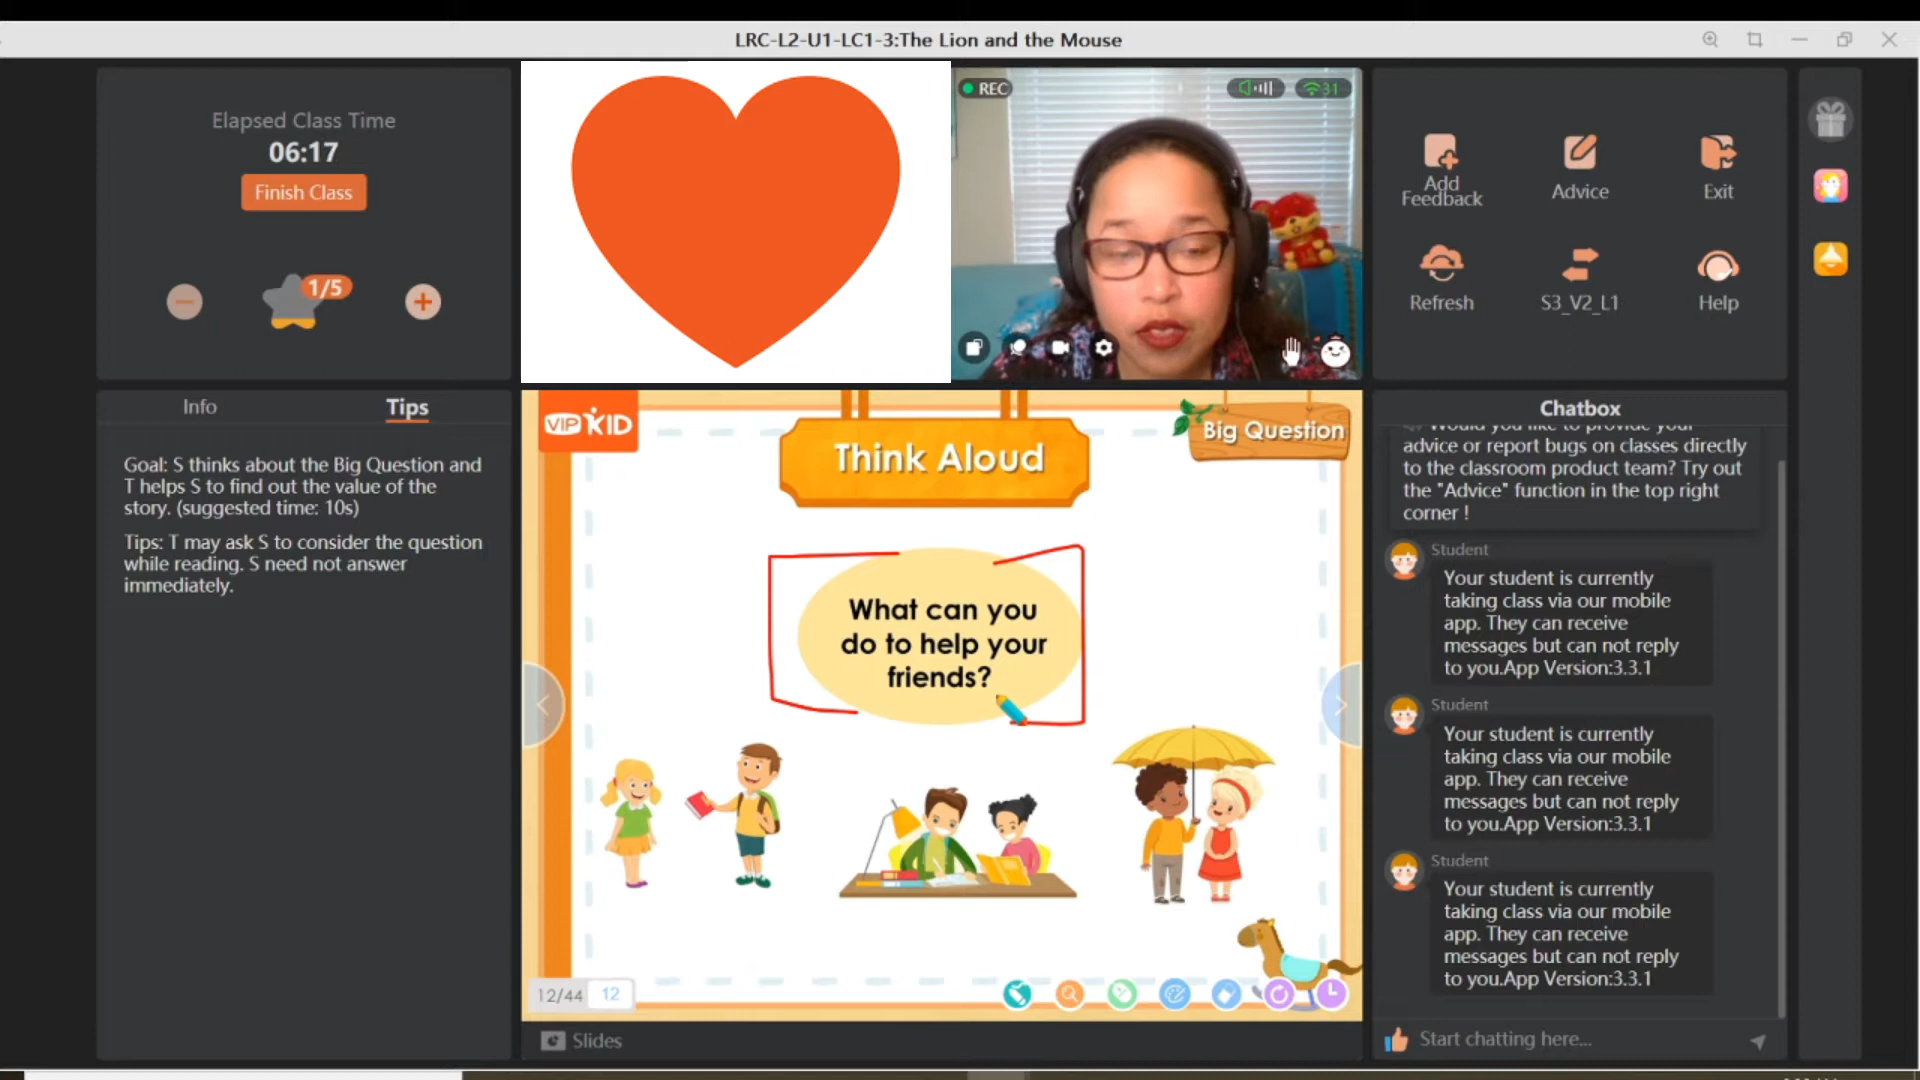 LRC-L2-U1-LC1-3:The Lion and the Mouse
Elapsed Class Time
06:17
Finish Class
1/5
REC
31
Add
Feedback
Advice
Exit
Refresh
S3_V2_L1
Help
Info
Tips
Goal: S thinks about the Big Question and
T helps S to find out the value of the
story. (suggested time: 10s)
Tips: T may ask S to consider the question
while reading. S need not answer
immediately.
VIPKID
Think Aloud
Big Question
What can you
do to help your
friends?
12/44
12
Slides
Chatbox
Would you like to provide your
advice or report bugs on classes directly
to the classroom product team? Try out
the "Advice" function in the top right
corner !
Student
Your student is currently
taking class via our mobile
app. They can receive
messages but can not reply
to you.App Version:3.3.1
Student
Your student is currently
taking class via our mobile
app. They can receive
messages but can not reply
to you.App Version:3.3.1
Student
Your student is currently
taking class via our mobile
app. They can receive
messages but can not reply
to you.App Version:3.3.1
Start chatting here...